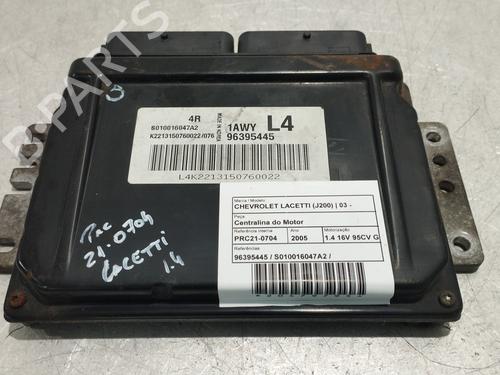 4R
MADE IN KOREA
1AWY L4
S010016047A2
K2213150760022/076
96395445
L4K2213150760022
Marca / Modelo
CHEVROLET LACETTI (J200) | 03 -
Peça
Centralina do Motor
Referência Interna Ano Motorização
PRC21-0704 2005 1.4 16V 95CV G
Referências
96395445 / S010016047A2 /
21.0704
LACETTI
1.4
B-PARTS